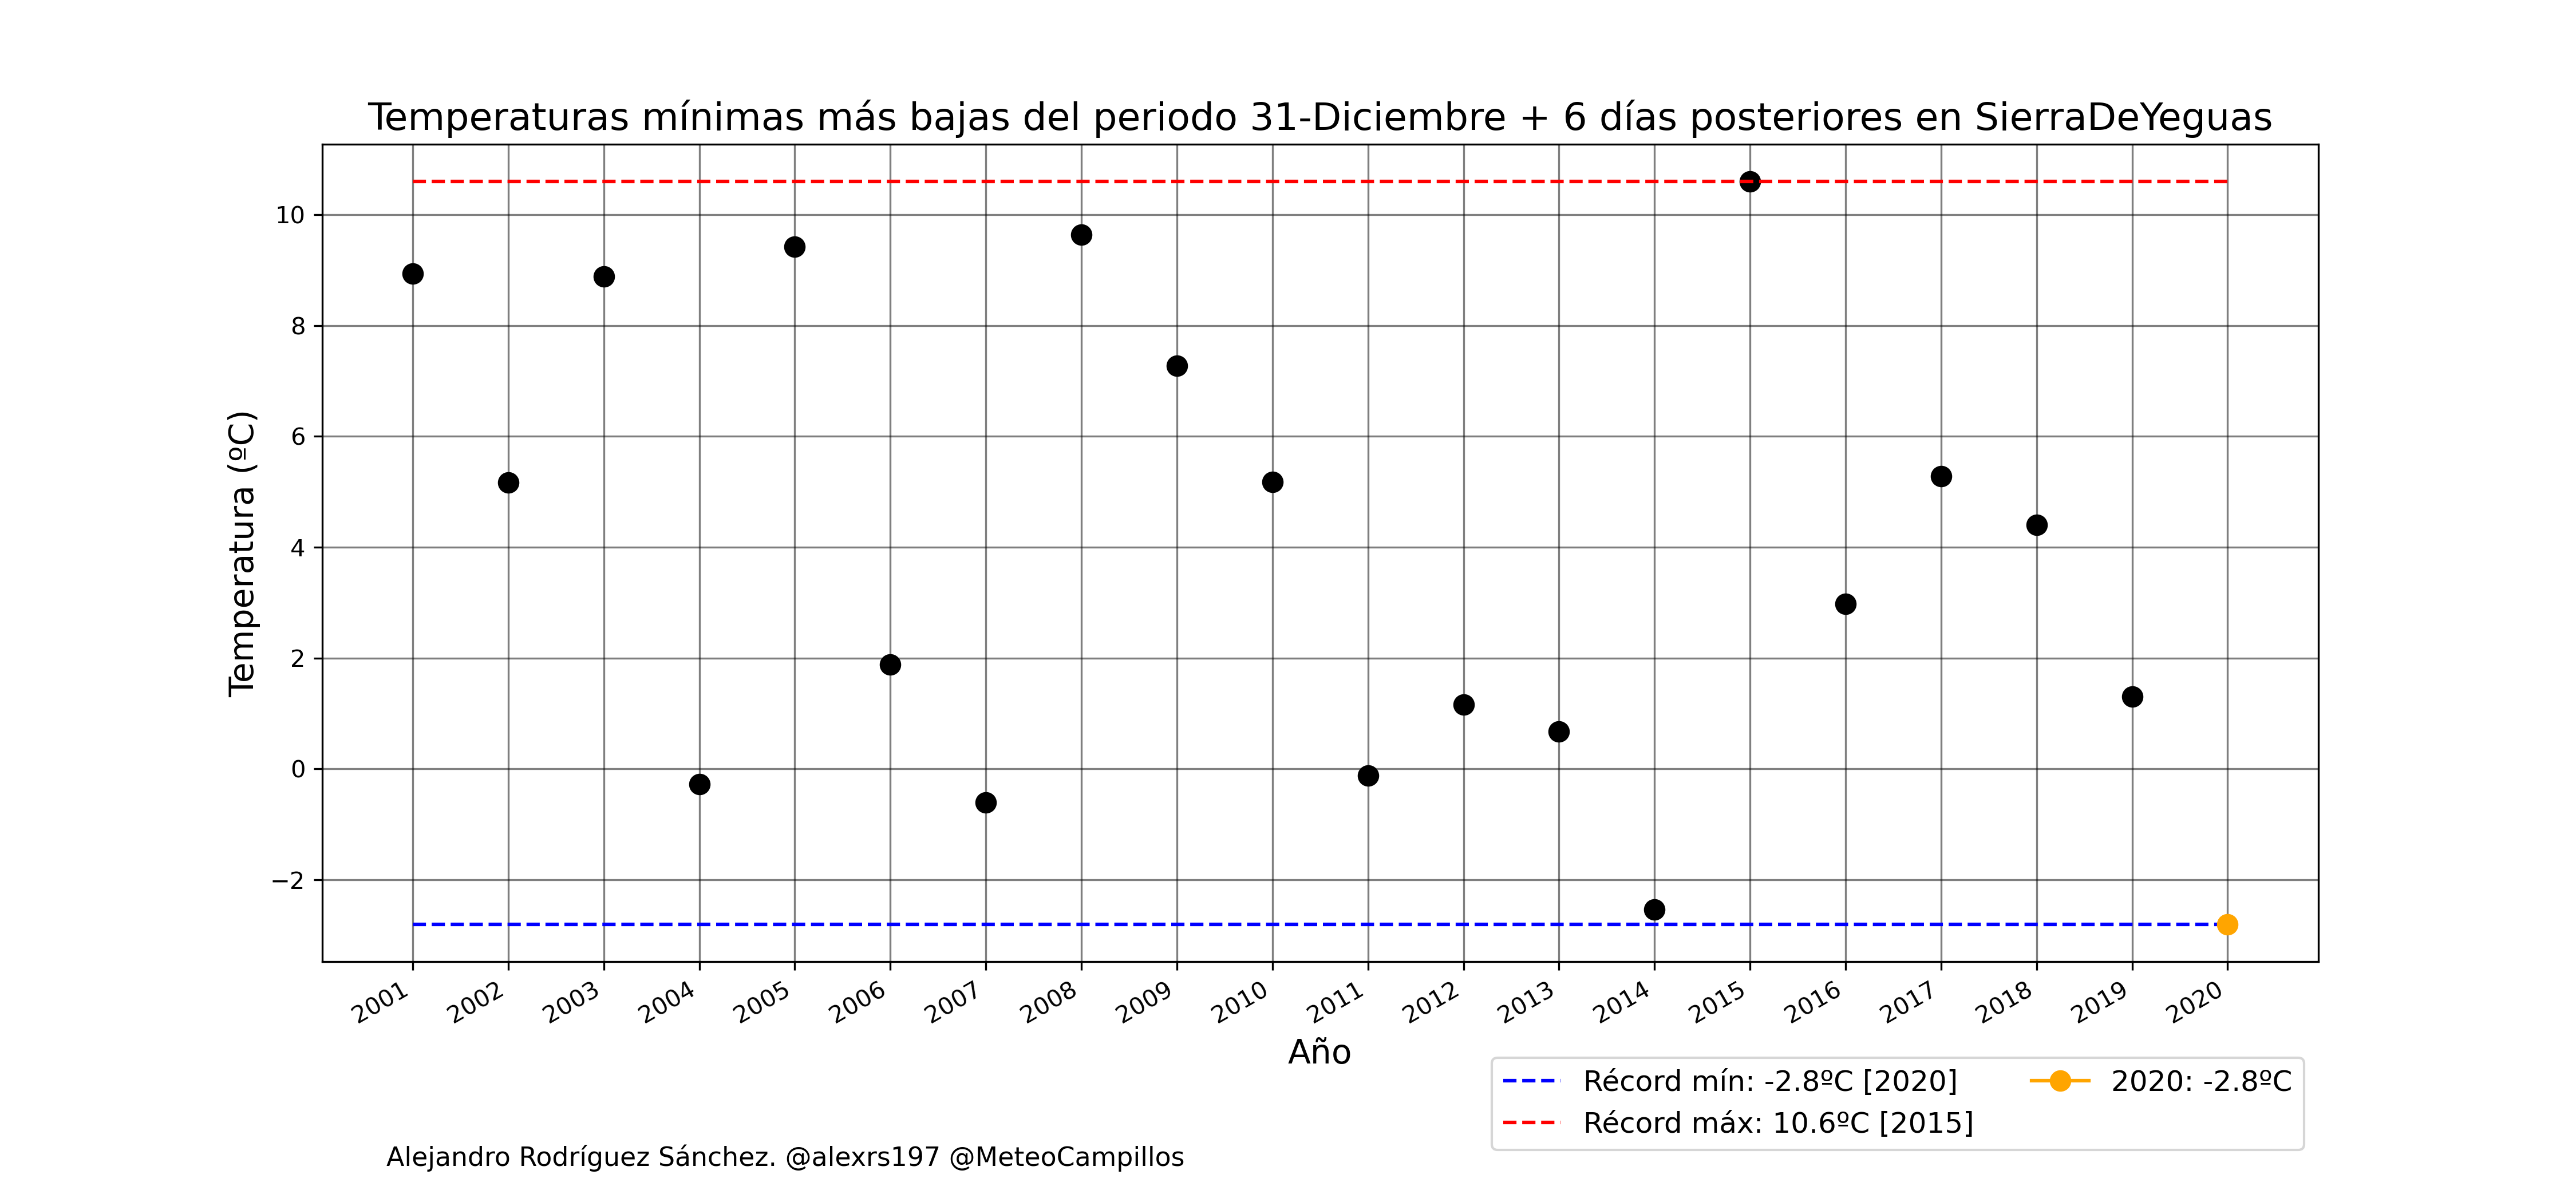 Temperaturas mínimas más bajas del periodo 31-Diciembre + 6 días posteriores en SierraDeYeguas
Temperatura (ºC)
10
8
6
4
2
0
−2
2001 2002 2003 2004 2005 2006 2007 2008 2009 2010 2011 2012 2013 2014 2015 2016 2017 2018 2019 2020
Año
Récord mín: -2.8ºC [2020]
Récord máx: 10.6ºC [2015]
2020: -2.8ºC
Alejandro Rodríguez Sánchez. @alexrs197 @MeteoCampillos